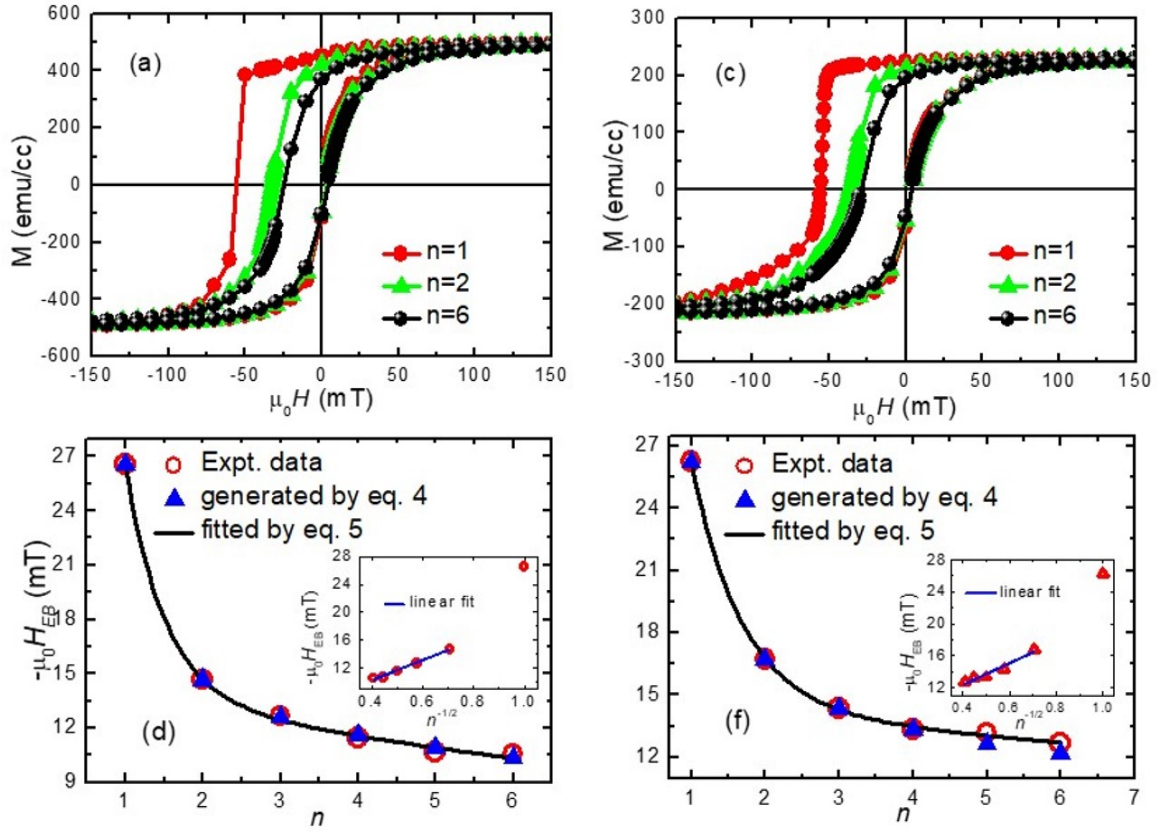 600
400
200
0
-200
-400
-600
M (emu/cc)
(a)
n=1
n=2
n=6
-150 -100 -50 0 50 100 150
μ₀H (mT)
300
200
100
0
-100
-200
-300
M (emu/cc)
(c)
n=1
n=2
n=6
-150 -100 -50 0 50 100 150
μ₀H (mT)
27
24
21
18
15
12
9
-μ₀H_EB (mT)
Expt. data
generated by eq. 4
fitted by eq. 5
28
24
20
16
12
-μ₀H_EB (mT)
linear fit
0.4 0.6 0.8 1.0
n^-1/2
(d)
1 2 3 4 5 6
n
27
24
21
18
15
12
Expt. data
generated by eq. 4
fitted by eq. 5
28
24
20
16
12
-μ₀H_EB (mT)
linear fit
0.4 0.6 0.8 1.0
n^-1/2
(f)
1 2 3 4 5 6 7
n